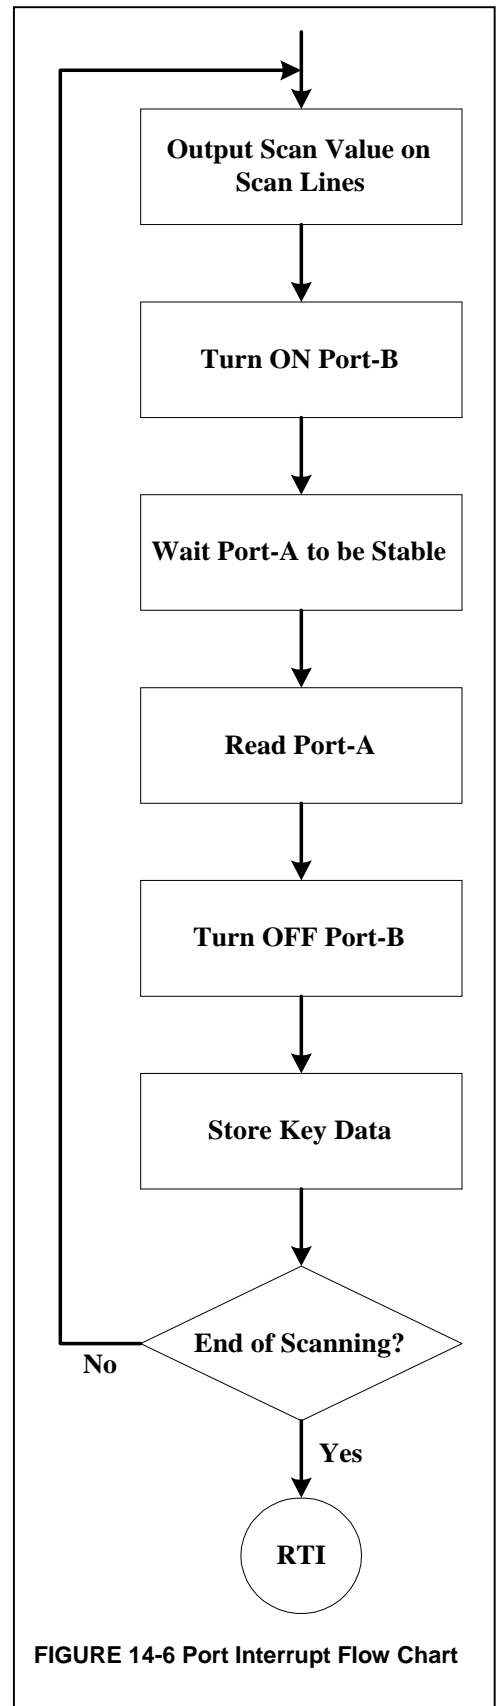 Output Scan Value on
Scan Lines
Turn ON Port-B
Wait Port-A to be Stable
Read Port-A
Turn OFF Port-B
Store Key Data
End of Scanning?
No
Yes
RTI
FIGURE 14-6 Port Interrupt Flow Chart